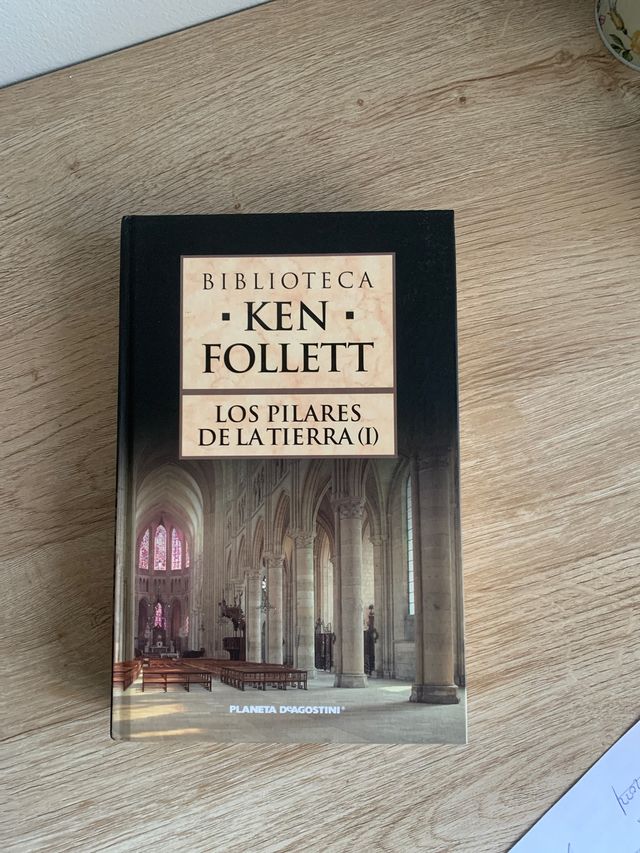 BIBLIOTECA
▪ KEN ▪
FOLLETT
LOS PILARES
DE LA TIERRA (I)
PLANETA DeAGOSTINI®